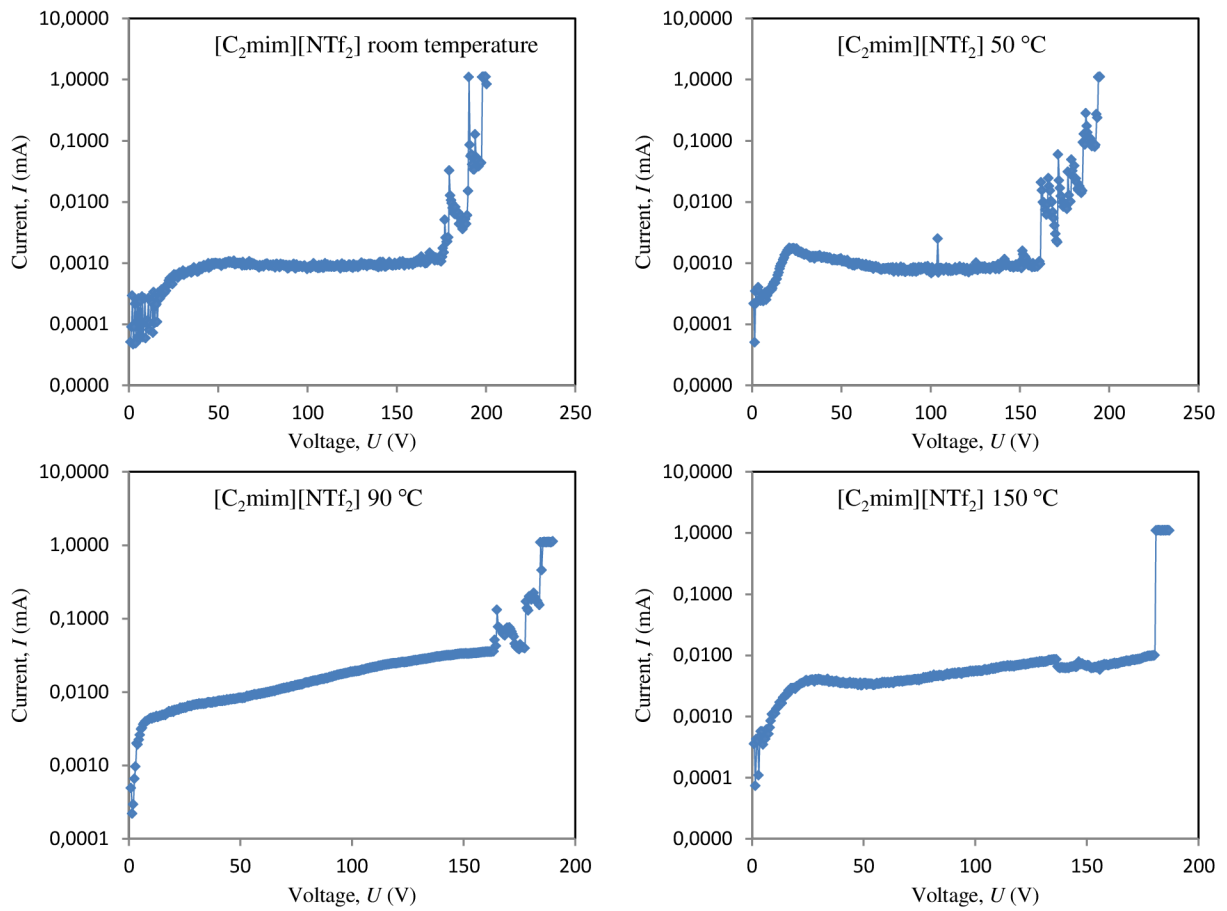 [C₂mim][NTf₂] room temperature
Current, I (mA)
10,0000
1,0000
0,1000
0,0100
0,0010
0,0001
0,0000
0 50 100 150 200 250
Voltage, U (V)
[C₂mim][NTf₂] 50 °C
Current, I (mA)
10,0000
1,0000
0,1000
0,0100
0,0010
0,0001
0,0000
0 50 100 150 200 250
Voltage, U (V)
[C₂mim][NTf₂] 90 °C
Current, I (mA)
10,0000
1,0000
0,1000
0,0100
0,0010
0,0001
0 50 100 150 200
Voltage, U (V)
[C₂mim][NTf₂] 150 °C
Current, I (mA)
10,0000
1,0000
0,1000
0,0100
0,0010
0,0001
0,0000
0 50 100 150 200
Voltage, U (V)